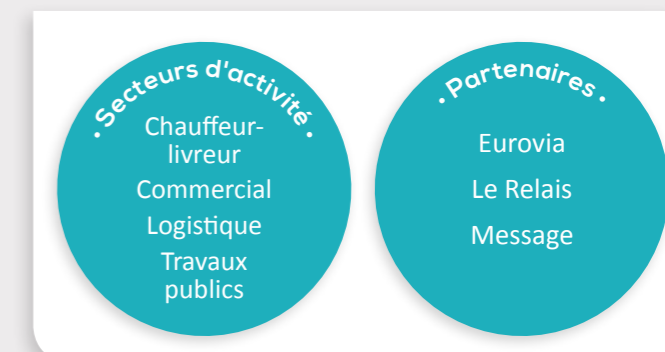 • Secteurs d'activité •
Chauffeur-
livreur
Commercial
Logistique
Travaux
publics
• Partenaires •
Eurovia
Le Relais
Message